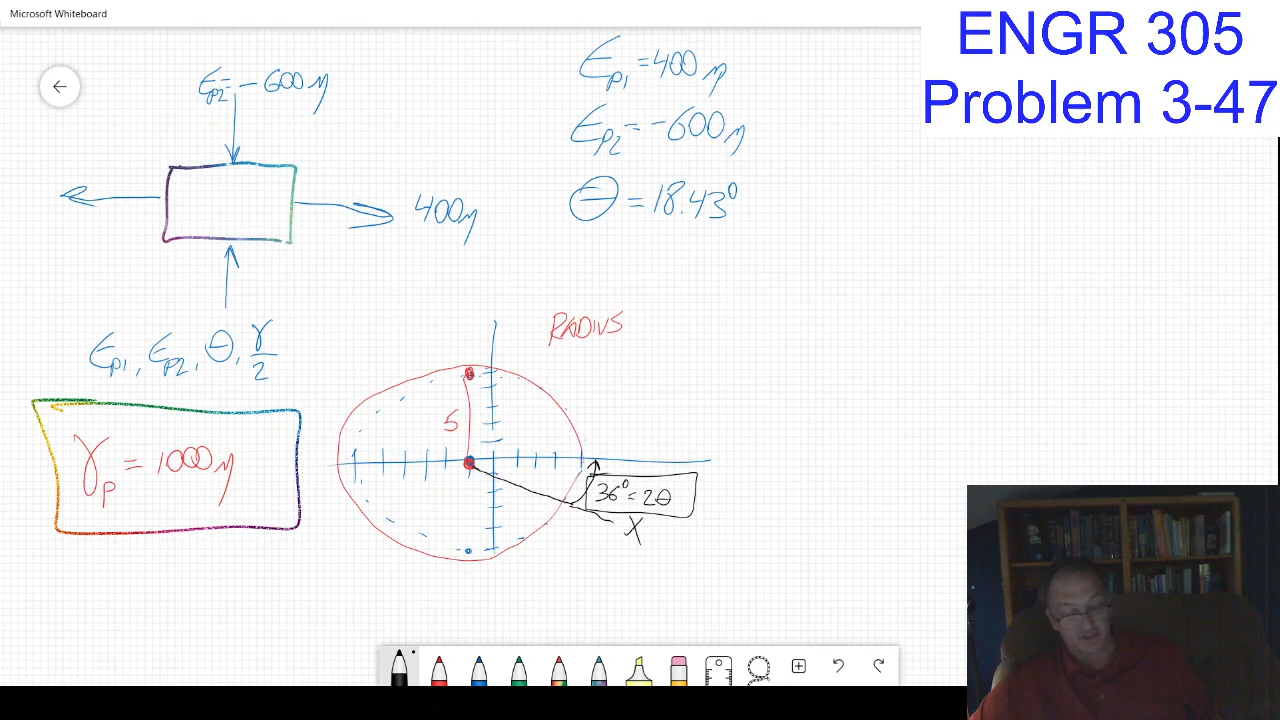 Microsoft Whiteboard
ENGR 305
Problem 3-47
ϵp2 = -600μ
400μ
ϵp1 = 400μ
ϵp2 = -600μ
θ = 18.43°
ϵp1, ϵp2, θ, γ/2
γp = 1000μ
RADIUS
5
36° = 2θ
X